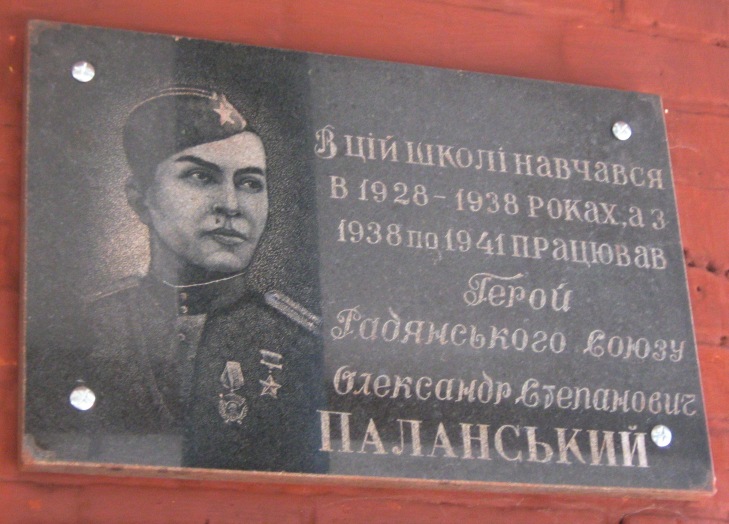 В цій школі навчався
в 1928 - 1938 роках, а з
1938 по 1941 працював
Герой
Радянського Союзу
Олександр Степанович
ПАЛАНСЬКИЙ